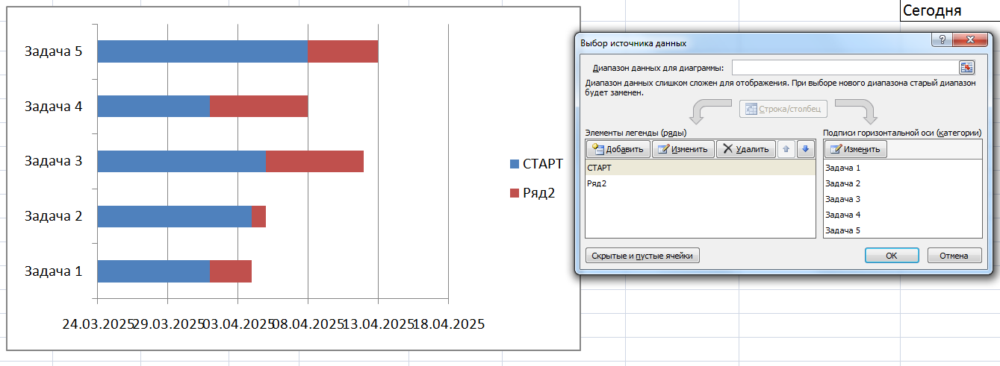 Сегодня
Задача 5
Задача 4
Задача 3
Задача 2
Задача 1
24.03.2025 29.03.2025 03.04.2025 08.04.2025 13.04.2025 18.04.2025
СТАРТ
Ряд2
Выбор источника данных
Диапазон данных для диаграммы:
Диапазон данных слишком сложен для отображения. При выборе нового диапазона старый диапазон
будет заменен.
Строка/столбец
Элементы легенды (ряды)
Добавить Изменить Удалить
СТАРТ
Ряд2
Подписи горизонтальной оси (категории)
Изменить
Задача 1
Задача 2
Задача 3
Задача 4
Задача 5
Скрытые и пустые ячейки
ОК Отмена